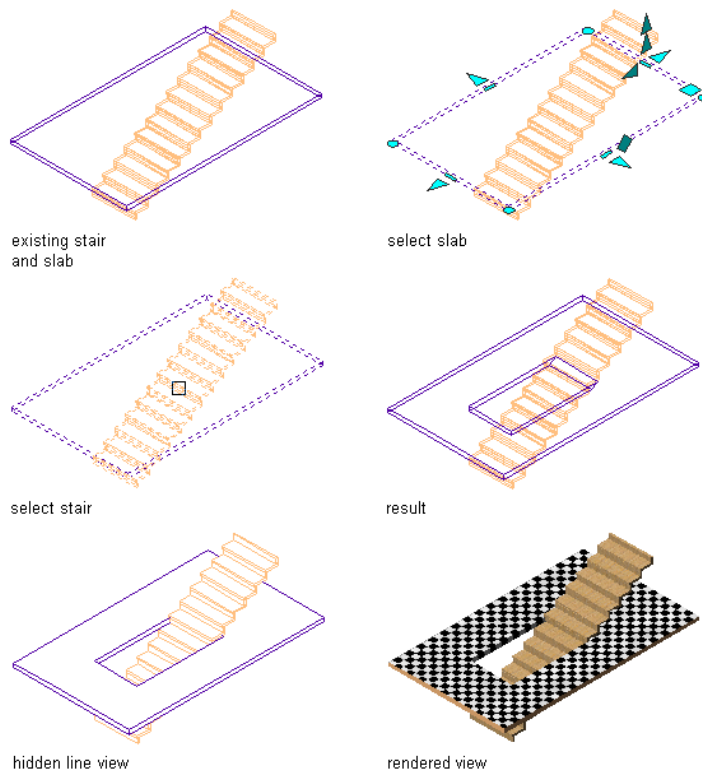 existing stair
and slab
select slab
select stair
result
hidden line view
rendered view